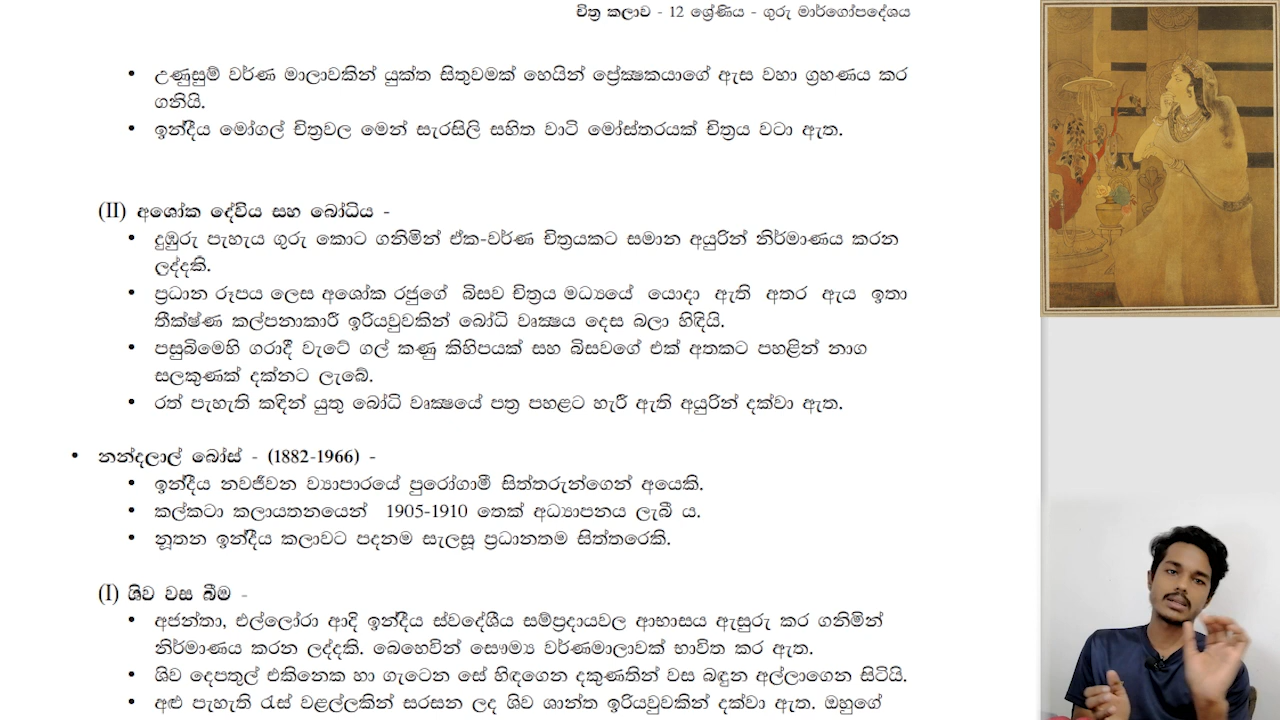 චිත්‍ර කලාව - 12 ශ්‍රේණිය - ගුරු මාර්ගෝපදේශය
• උණුසුම් වර්ණ මාලාවකින් යුක්ත සිතුවමක් හෙයින් ප්‍රේක්‍ෂකයාගේ ඇස වහා ග්‍රහණය කර
ගනියි.
• ඉන්දීය මෝගල් චිත්‍රවල මෙන් සැරසිලි සහිත වාටි මෝස්තරයක් චිත්‍රය වටා ඇත.
(II) අශෝක දේවිය සහ බෝධිය -
• දුඹුරු පැහැය ගුරු කොට ගනිමින් ඒක-වර්ණ චිත්‍රයකට සමාන අයුරින් නිර්මාණය කරන
ලද්දකි.
• ප්‍රධාන රූපය ලෙස අශෝක රජුගේ බිසව චිත්‍රය මධ්‍යයේ යොදා ඇති අතර ඇය ඉතා
තීක්ෂ්ණ කල්පනාකාරී ඉරියවුවකින් බෝධි වෘක්‍ෂය දෙස බලා හිඳියි.
• පසුබිමෙහි ගරාදී වැටේ ගල් කණු කිහිපයක් සහ බිසවගේ එක් අතකට පහළින් නාග
සලකුණක් දක්නට ලැබේ.
• රත් පැහැති කඳින් යුතු බෝධි වෘක්‍ෂයේ පත්‍ර පහළට හැරී ඇති අයුරින් දක්වා ඇත.
• නන්දලාල් බෝස් - (1882-1966) -
• ඉන්දීය නවජීවන ව්‍යාපාරයේ පුරෝගාමී සිත්තරුන්ගෙන් අයෙකි.
• කල්කටා කලායතනයෙන් 1905-1910 තෙක් අධ්‍යාපනය ලැබී ය.
• නූතන ඉන්දීය කලාවට පදනම සැලසූ ප්‍රධානතම සිත්තරෙකි.
(I) ශිව වස බීම -
• අජන්තා, එල්ලෝරා ආදි ඉන්දීය ස්වදේශීය සම්ප්‍රදායවල ආභාසය ඇසුරු කර ගනිමින්
නිර්මාණය කරන ලද්දකි. බෙහෙවින් සෞම්‍ය වර්ණමාලාවක් භාවිත කර ඇත.
• ශිව දෙපතුල් එකිනෙක හා ගැටෙන සේ හිඳගෙන දකුණතින් වස බඳුන අල්ලාගෙන සිටියි.
• අළු පැහැති රැස් වළල්ලකින් සරසන ලද ශිව ශාන්ත ඉරියවුවකින් දක්වා ඇත. ඔහුගේ